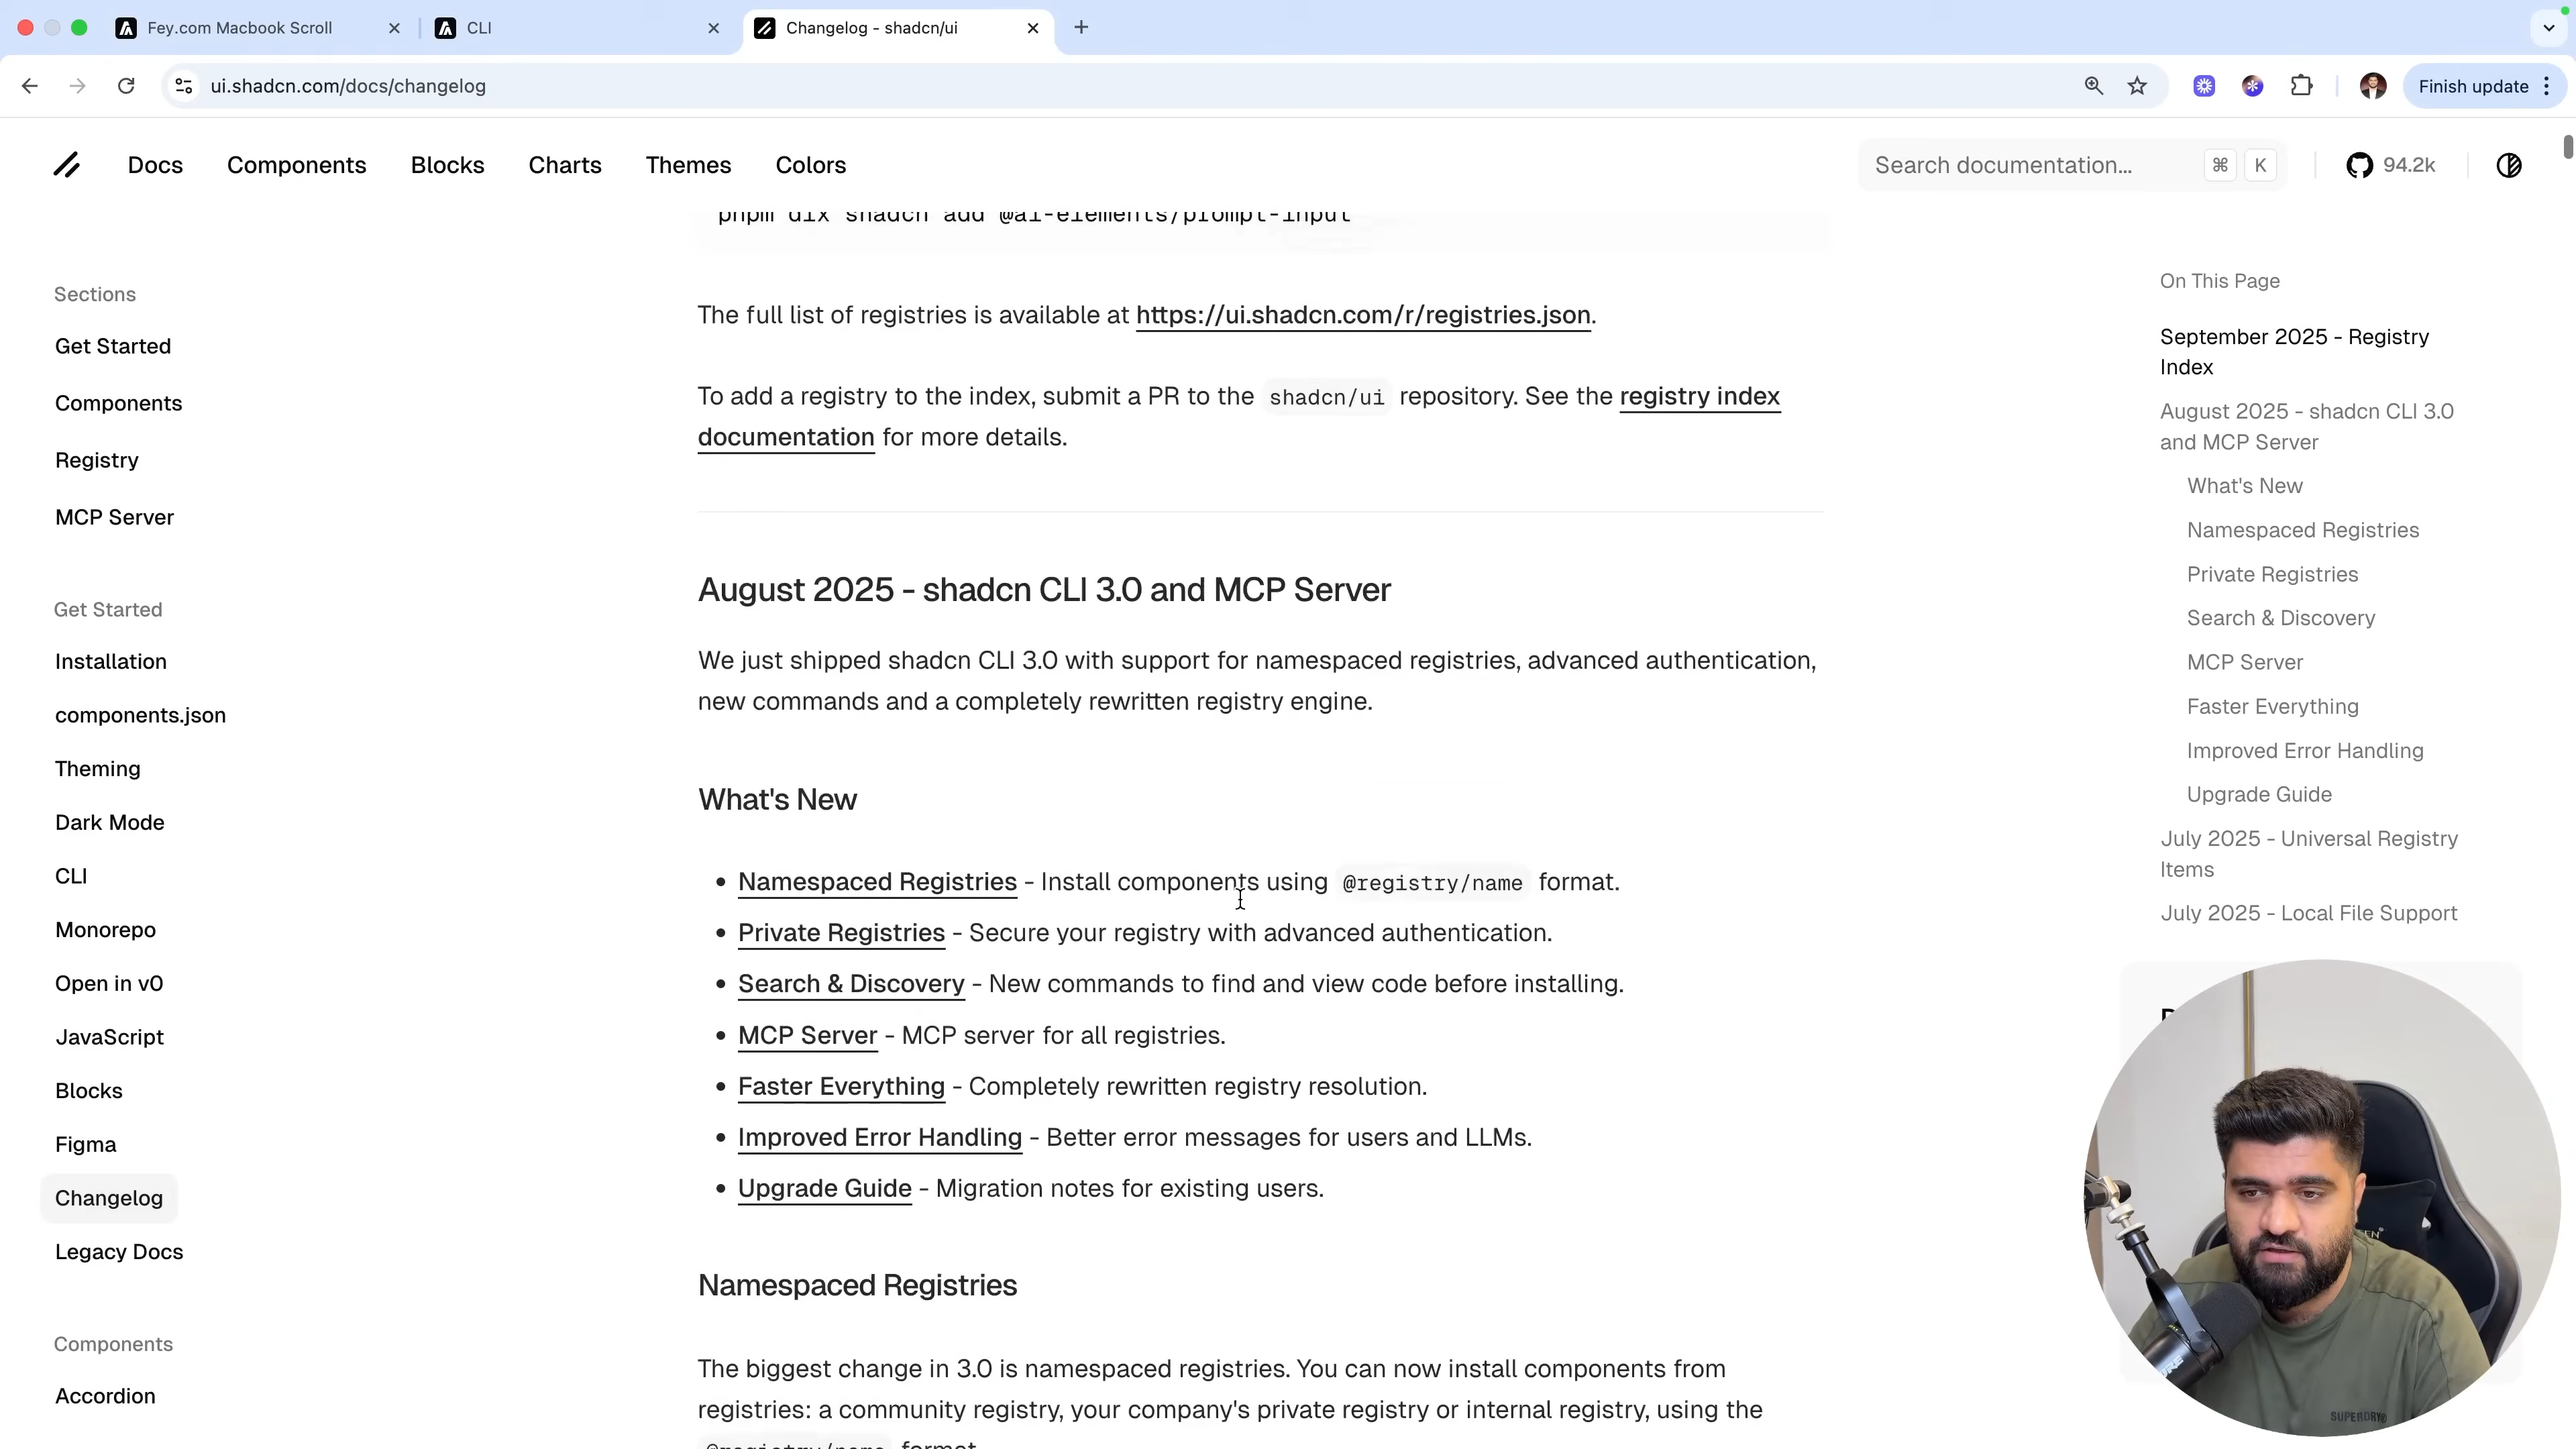 Fey.com Macbook Scroll
CLI
Changelog - shadcn/ui
ui.shadcn.com/docs/changelog
Finish update
Docs
Components
Blocks
Charts
Themes
Colors
Search documentation...
⌘ K
94.2k
pnpm dlx shadcn add @ai-elements/prompt-input
Sections
Get Started
Components
Registry
MCP Server
Get Started
Installation
components.json
Theming
Dark Mode
CLI
Monorepo
Open in v0
JavaScript
Blocks
Figma
Changelog
Legacy Docs
Components
Accordion
The full list of registries is available at https://ui.shadcn.com/r/registries.json.
To add a registry to the index, submit a PR to the shadcn/ui repository. See the registry index
documentation for more details.
August 2025 - shadcn CLI 3.0 and MCP Server
We just shipped shadcn CLI 3.0 with support for namespaced registries, advanced authentication,
new commands and a completely rewritten registry engine.
What's New
• Namespaced Registries - Install components using @registry/name format.
• Private Registries - Secure your registry with advanced authentication.
• Search & Discovery - New commands to find and view code before installing.
• MCP Server - MCP server for all registries.
• Faster Everything - Completely rewritten registry resolution.
• Improved Error Handling - Better error messages for users and LLMs.
• Upgrade Guide - Migration notes for existing users.
Namespaced Registries
The biggest change in 3.0 is namespaced registries. You can now install components from
registries: a community registry, your company's private registry or internal registry, using the
@registry/name format
On This Page
September 2025 - Registry
Index
August 2025 - shadcn CLI 3.0
and MCP Server
What's New
Namespaced Registries
Private Registries
Search & Discovery
MCP Server
Faster Everything
Improved Error Handling
Upgrade Guide
July 2025 - Universal Registry
Items
July 2025 - Local File Support
SUPERDRY